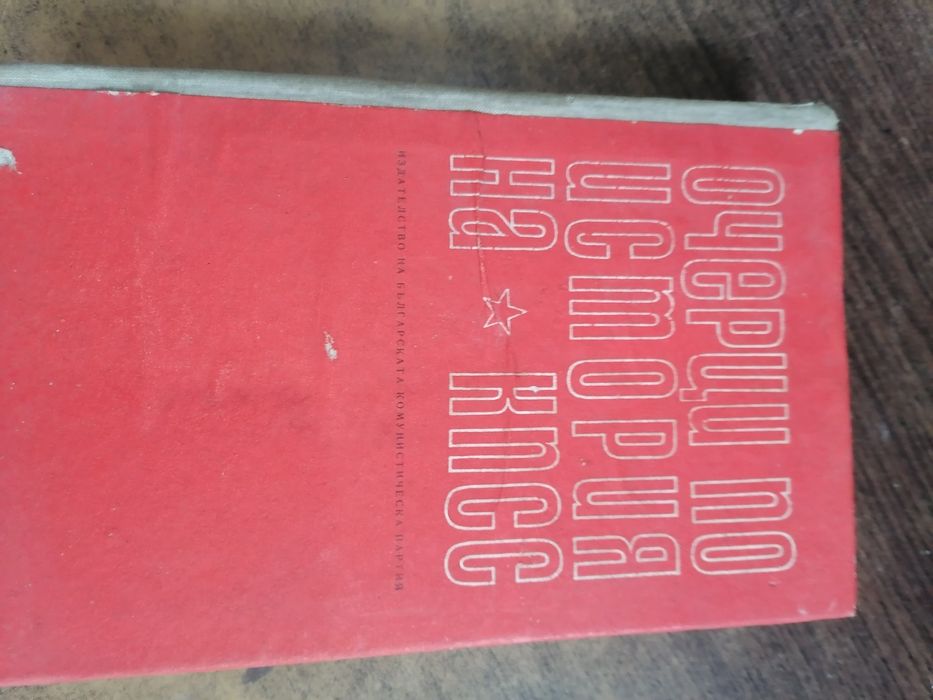 очерци по
история
на кпсс
ИЗДАТЕЛСТВО НА БЪЛГАРСКАТА КОМУНИСТИЧЕСКА ПАРТИЯ